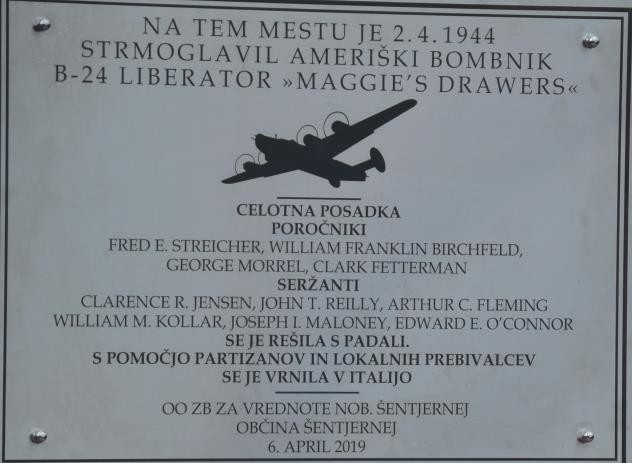 NA TEM MESTU JE 2.4.1944
STRMOGLAVIL AMERIŠKI BOMBNIK
B-24 LIBERATOR »MAGGIE'S DRAWERS«
CELOTNA POSADKA
POROČNIKI
FRED E. STREICHER, WILLIAM FRANKLIN BIRCHFELD,
GEORGE MORREL, CLARK FETTERMAN
SERŽANTI
CLARENCE R. JENSEN, JOHN T. REILLY, ARTHUR C. FLEMING
WILLIAM M. KOLLAR, JOSEPH I. MALONEY, EDWARD E. O'CONNOR
SE JE REŠILA S PADALI.
S POMOČJO PARTIZANOV IN LOKALNIH PREBIVALCEV
SE JE VRNILA V ITALIJO
OO ZB ZA VREDNOTE NOB. ŠENTJERNEJ
OBČINA ŠENTJERNEJ
6. APRIL 2019